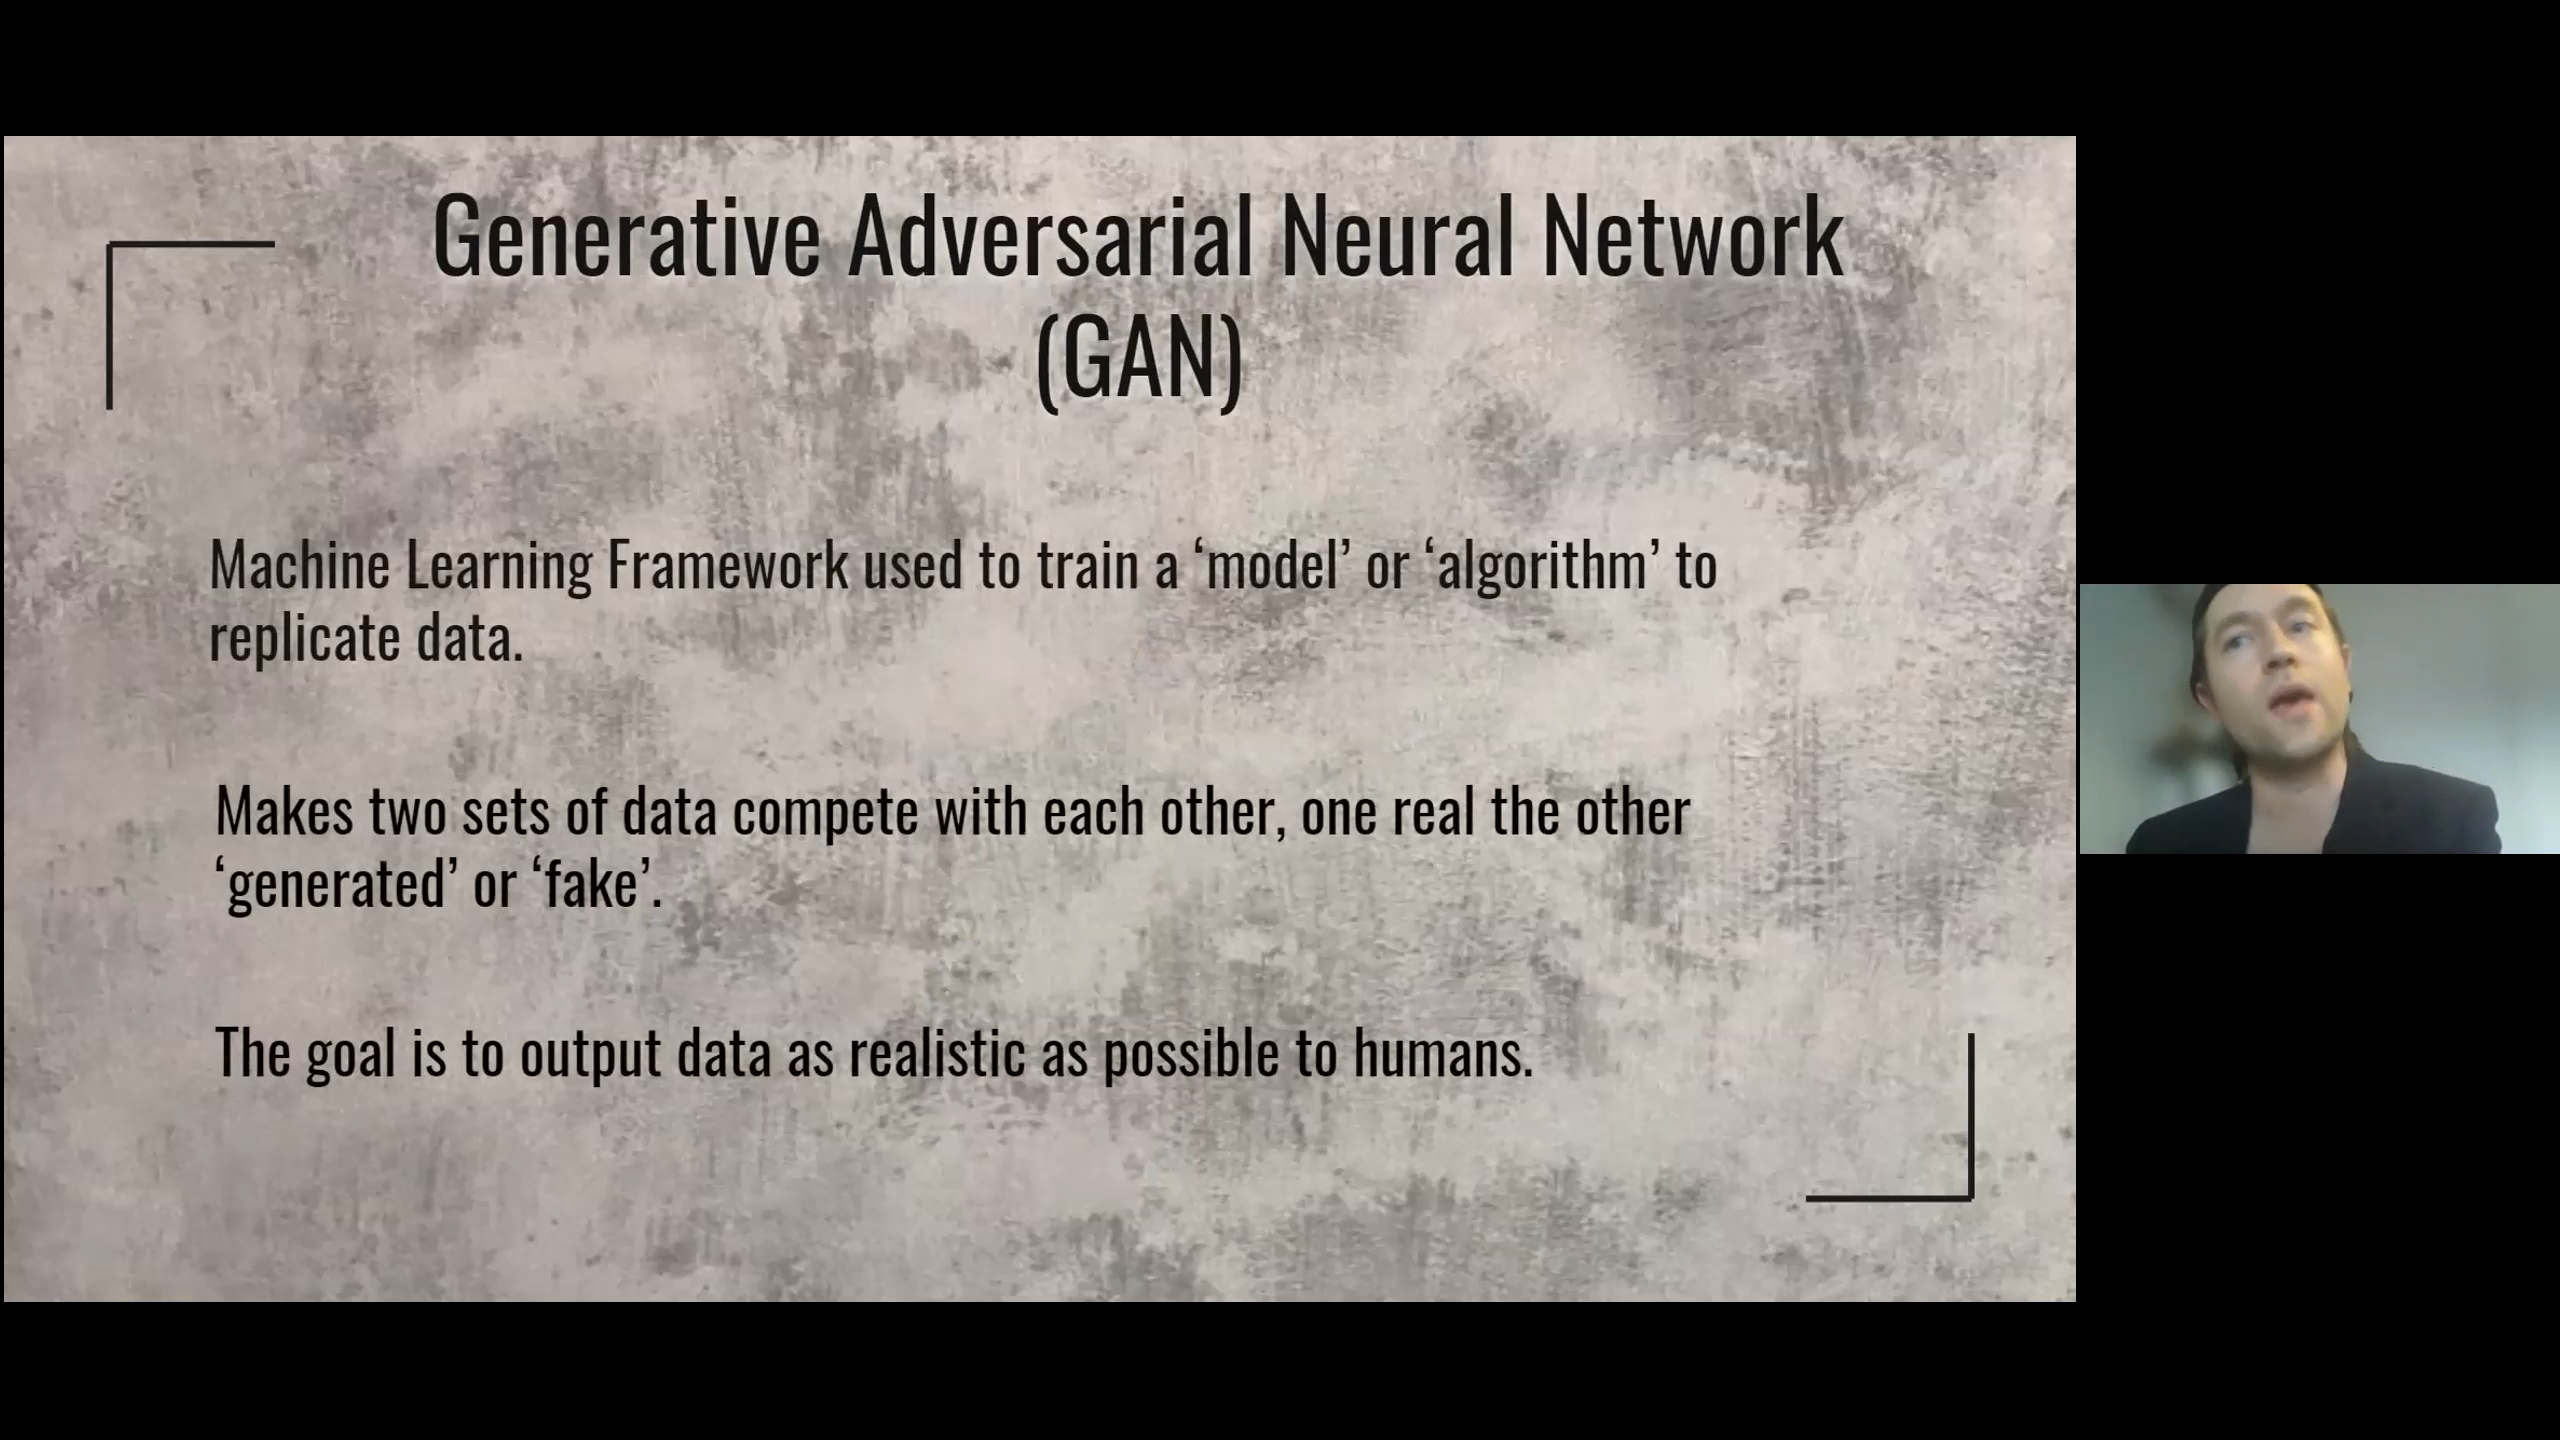 Generative Adversarial Neural Network
(GAN)
Machine Learning Framework used to train a ‘model’ or ‘algorithm’ to
replicate data.
Makes two sets of data compete with each other, one real the other
‘generated’ or ‘fake’.
The goal is to output data as realistic as possible to humans.